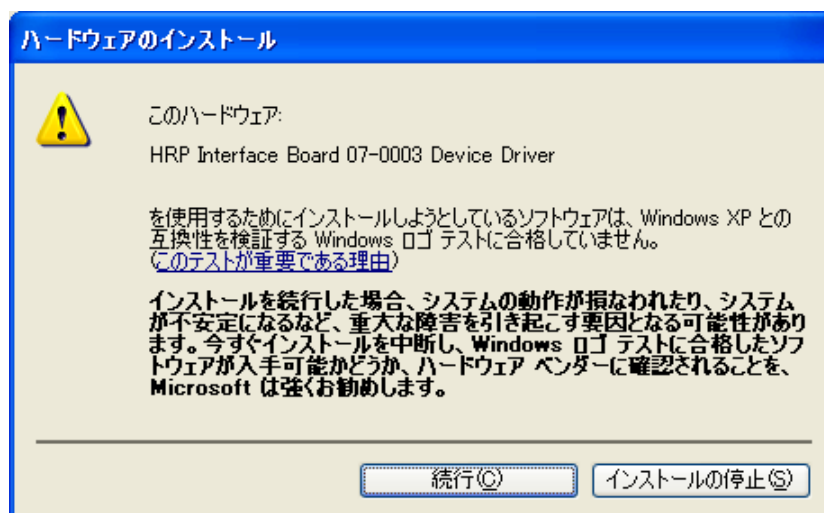 ハードウェアのインストール
このハードウェア:
HRP Interface Board 07-0003 Device Driver
を使用するためにインストールしようとしているソフトウェアは、Windows XP との
互換性を検証する Windows ロゴ テストに合格していません。
(このテストが重要である理由)
インストールを続行した場合、システムの動作が損なわれたり、システム
が不安定になるなど、重大な障害を引き起こす要因となる可能性があり
ます。今すぐインストールを中断し、Windows ロゴ テストに合格したソフ
トウェアが入手可能かどうか、ハードウェア ベンダーに確認されることを、
Microsoft は強くお勧めします。
続行(C)
インストールの停止(S)